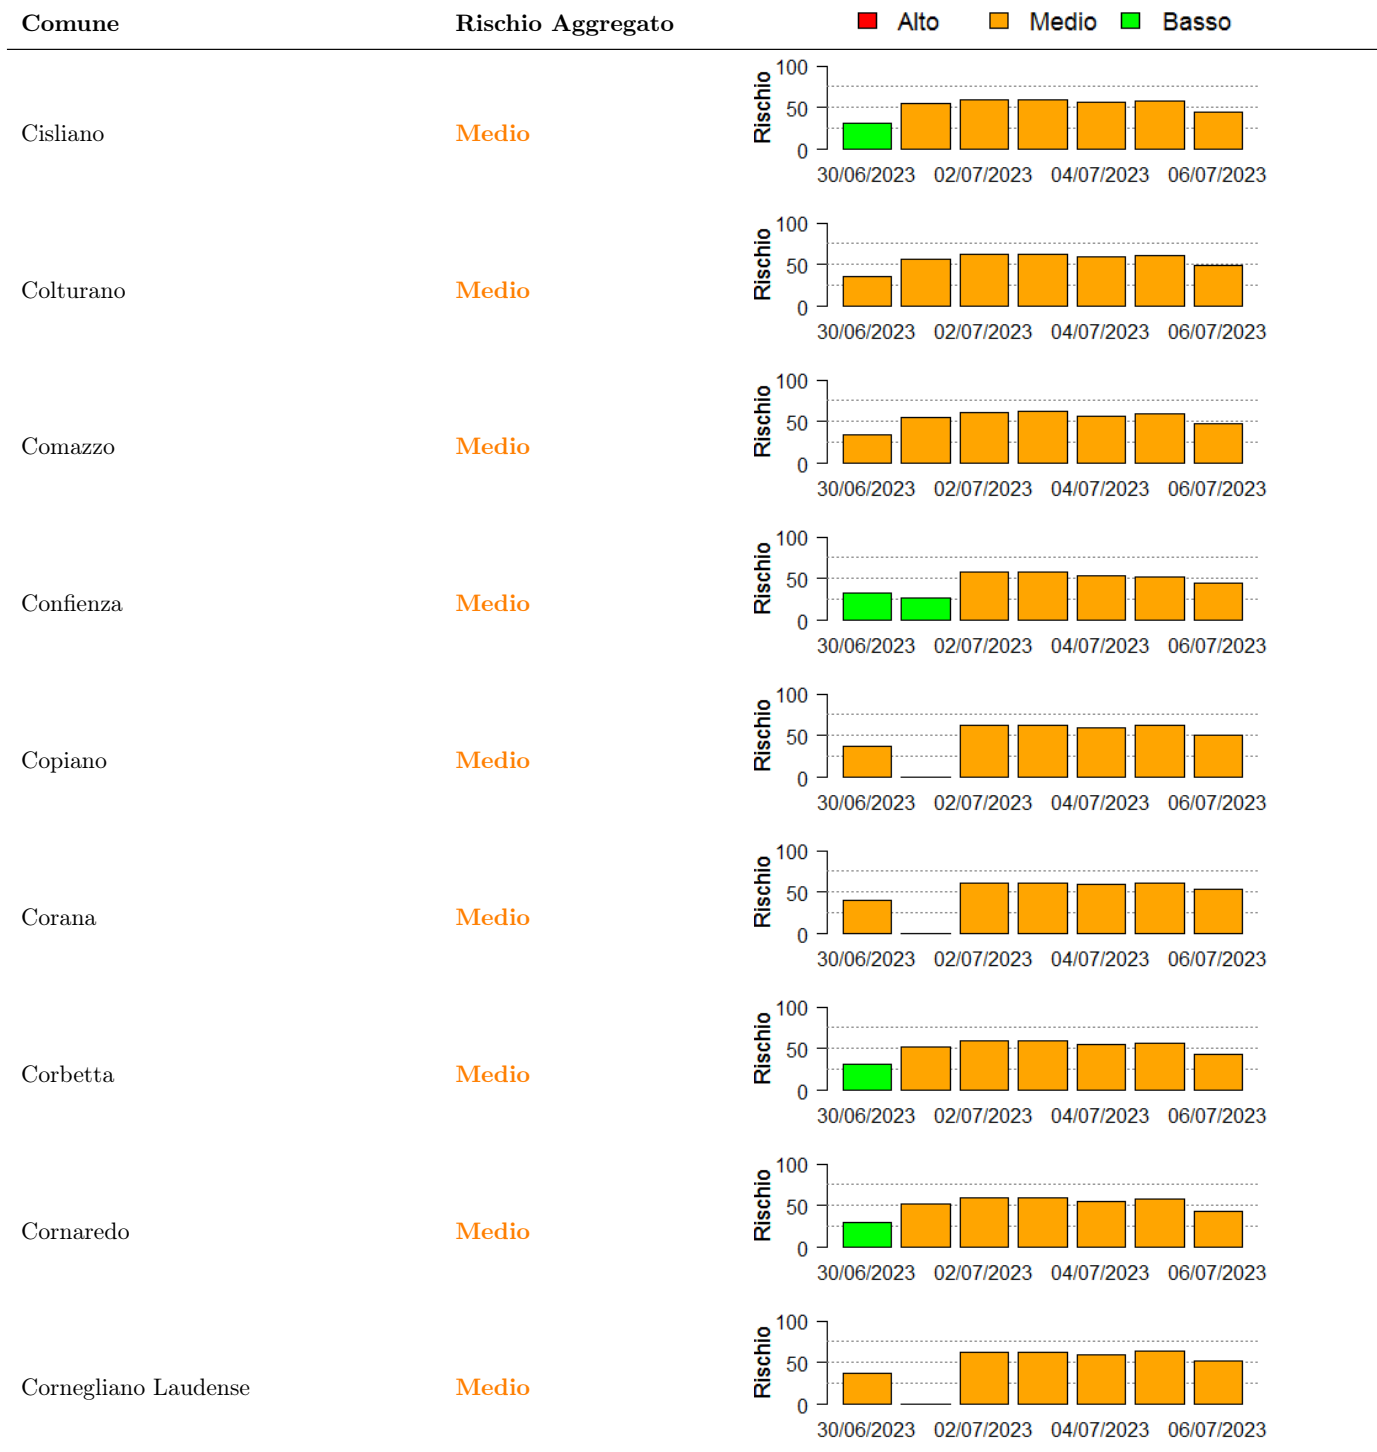 Comune Rischio Aggregato Alto Medio Basso
Cisliano Medio
Rischio
100
50
0
30/06/2023 02/07/2023 04/07/2023 06/07/2023
Colturano Medio
Rischio
100
50
0
30/06/2023 02/07/2023 04/07/2023 06/07/2023
Comazzo Medio
Rischio
100
50
0
30/06/2023 02/07/2023 04/07/2023 06/07/2023
Confienza Medio
Rischio
100
50
0
30/06/2023 02/07/2023 04/07/2023 06/07/2023
Copiano Medio
Rischio
100
50
0
30/06/2023 02/07/2023 04/07/2023 06/07/2023
Corana Medio
Rischio
100
50
0
30/06/2023 02/07/2023 04/07/2023 06/07/2023
Corbetta Medio
Rischio
100
50
0
30/06/2023 02/07/2023 04/07/2023 06/07/2023
Cornaredo Medio
Rischio
100
50
0
30/06/2023 02/07/2023 04/07/2023 06/07/2023
Cornegliano Laudense Medio
Rischio
100
50
0
30/06/2023 02/07/2023 04/07/2023 06/07/2023